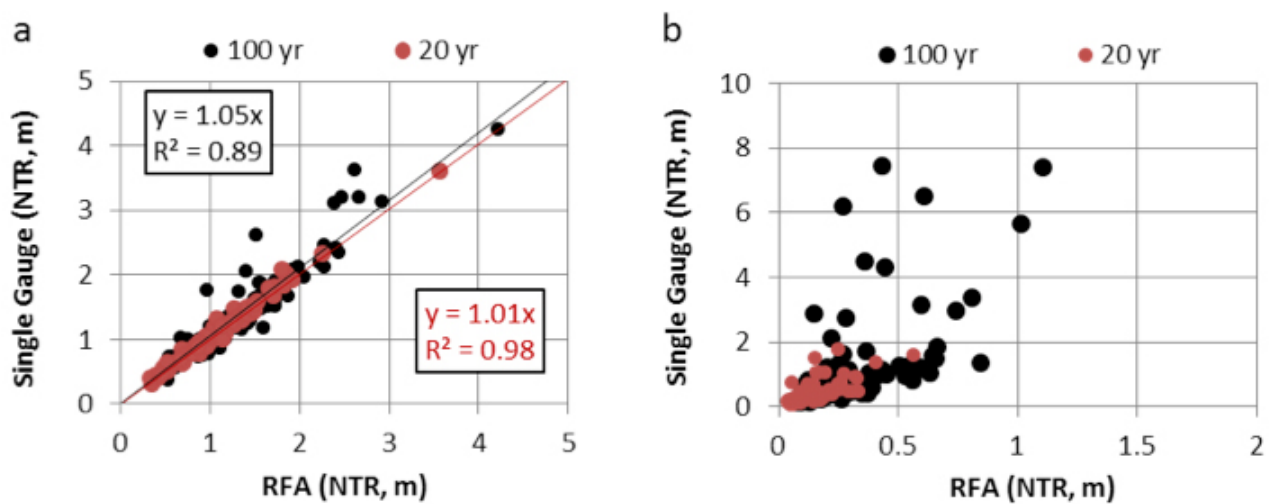 a
100 yr 20 yr
5
4
3
2
1
0
y = 1.05x
R² = 0.89
y = 1.01x
R² = 0.98
0 1 2 3 4 5
Single Gauge (NTR, m)
RFA (NTR, m)
b
100 yr 20 yr
10
8
6
4
2
0
0 0.5 1 1.5 2
Single Gauge (NTR, m)
RFA (NTR, m)